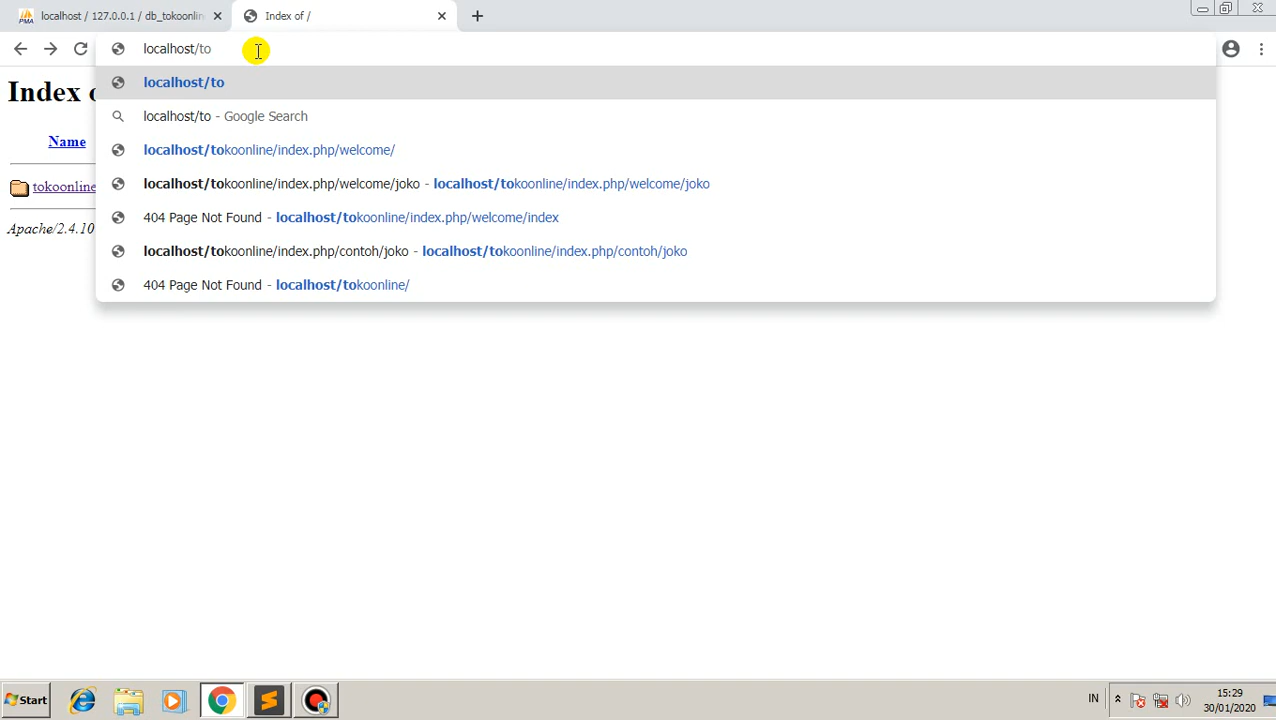 localhost / 127.0.0.1 / db_tokoonlin
Index of /
localhost/to
localhost/to
localhost/to - Google Search
localhost/tokoonline/index.php/welcome/
localhost/tokoonline/index.php/welcome/joko - localhost/tokoonline/index.php/welcome/joko
404 Page Not Found - localhost/tokoonline/index.php/welcome/index
localhost/tokoonline/index.php/contoh/joko - localhost/tokoonline/index.php/contoh/joko
404 Page Not Found - localhost/tokoonline/
Index o
Name
tokoonline
Apache/2.4.10
Start
IN
15:29
30/01/2020